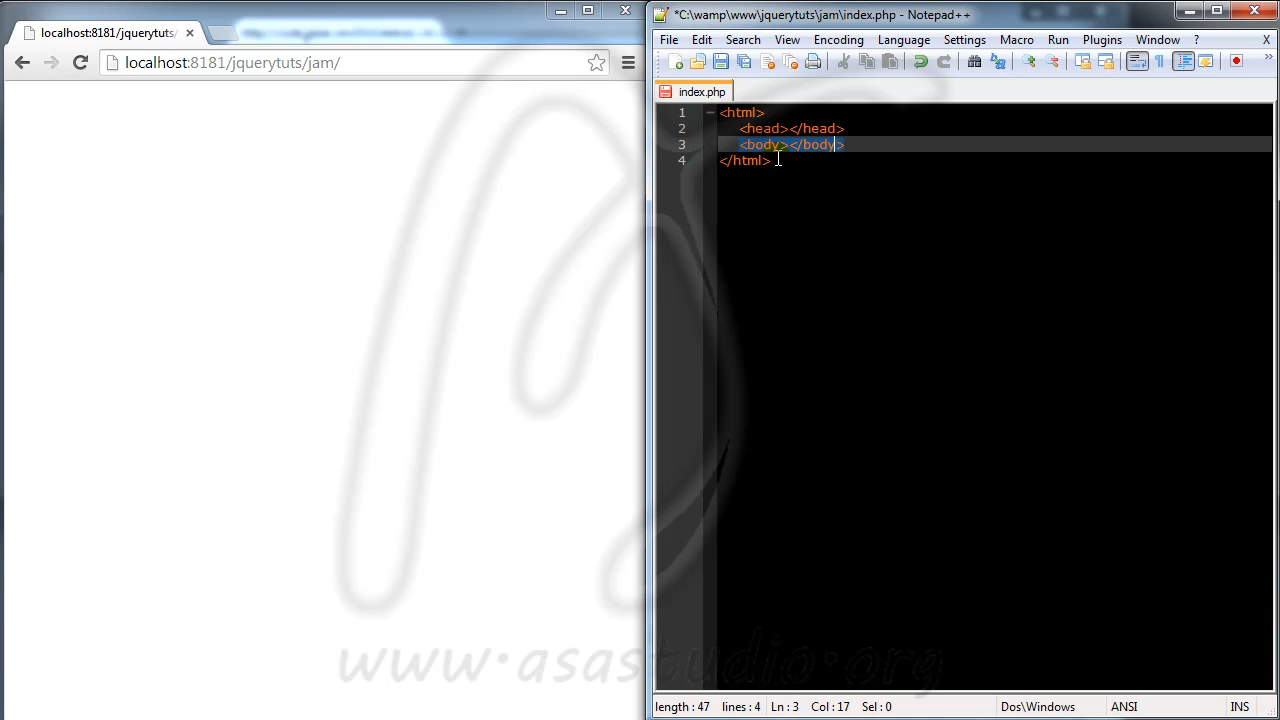 localhost:8181/jquerytuts/
localhost:8181/jquerytuts/jam/
*C:\wamp\www\jquerytuts\jam\index.php - Notepad++
File Edit Search View Encoding Language Settings Macro Run Plugins Window ? X
index.php
1 <html>
2 <head></head>
3 <body></body>
4 </html>
www.asastudio.org
length : 47 lines : 4 Ln : 3 Col : 17 Sel : 0 Dos\Windows ANSI INS